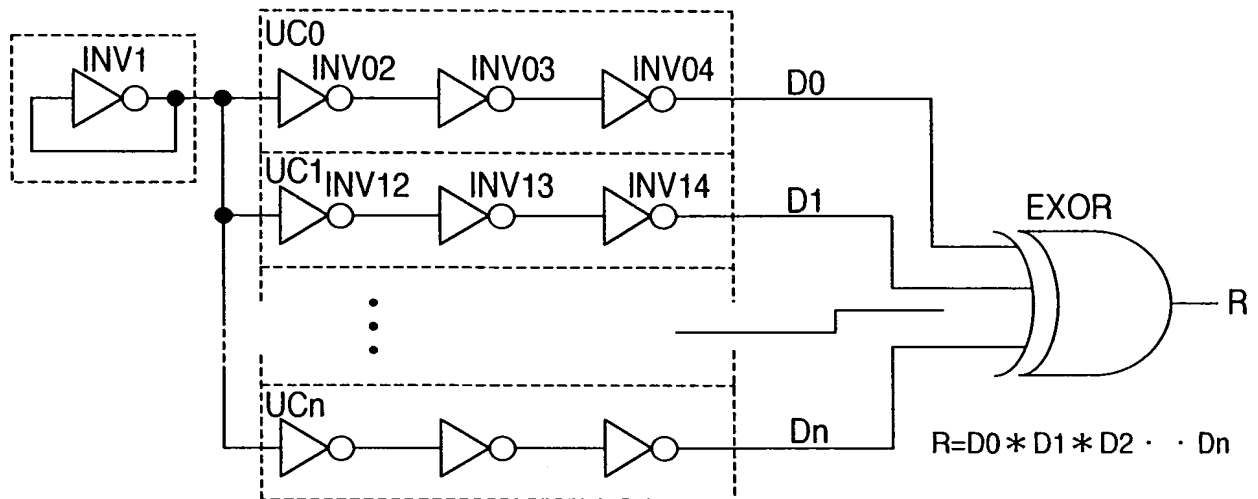 INV1
UC0
INV02
INV03
INV04
D0
UC1
INV12
INV13
INV14
D1
EXOR
R
UCn
Dn
R=D0*D1*D2 · · Dn